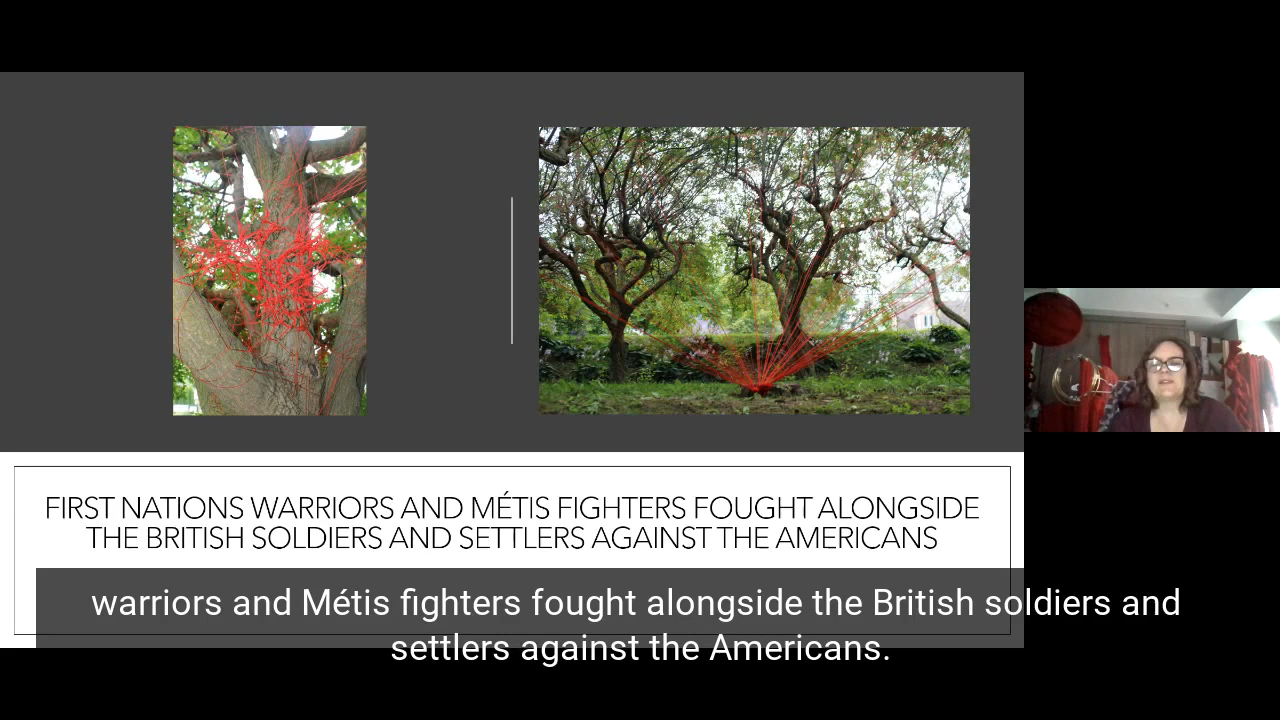 FIRST NATIONS WARRIORS AND MÉTIS FIGHTERS FOUGHT ALONGSIDE
THE BRITISH SOLDIERS AND SETTLERS AGAINST THE AMERICANS
warriors and Métis fighters fought alongside the British soldiers and
settlers against the Americans.